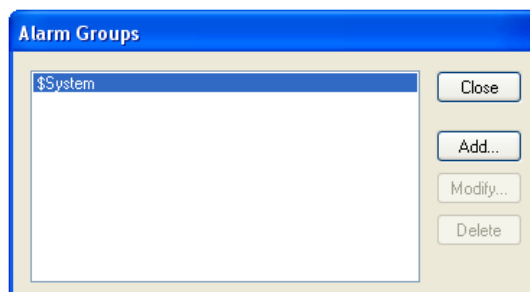 Alarm Groups
$System
Close
Add...
Modify...
Delete